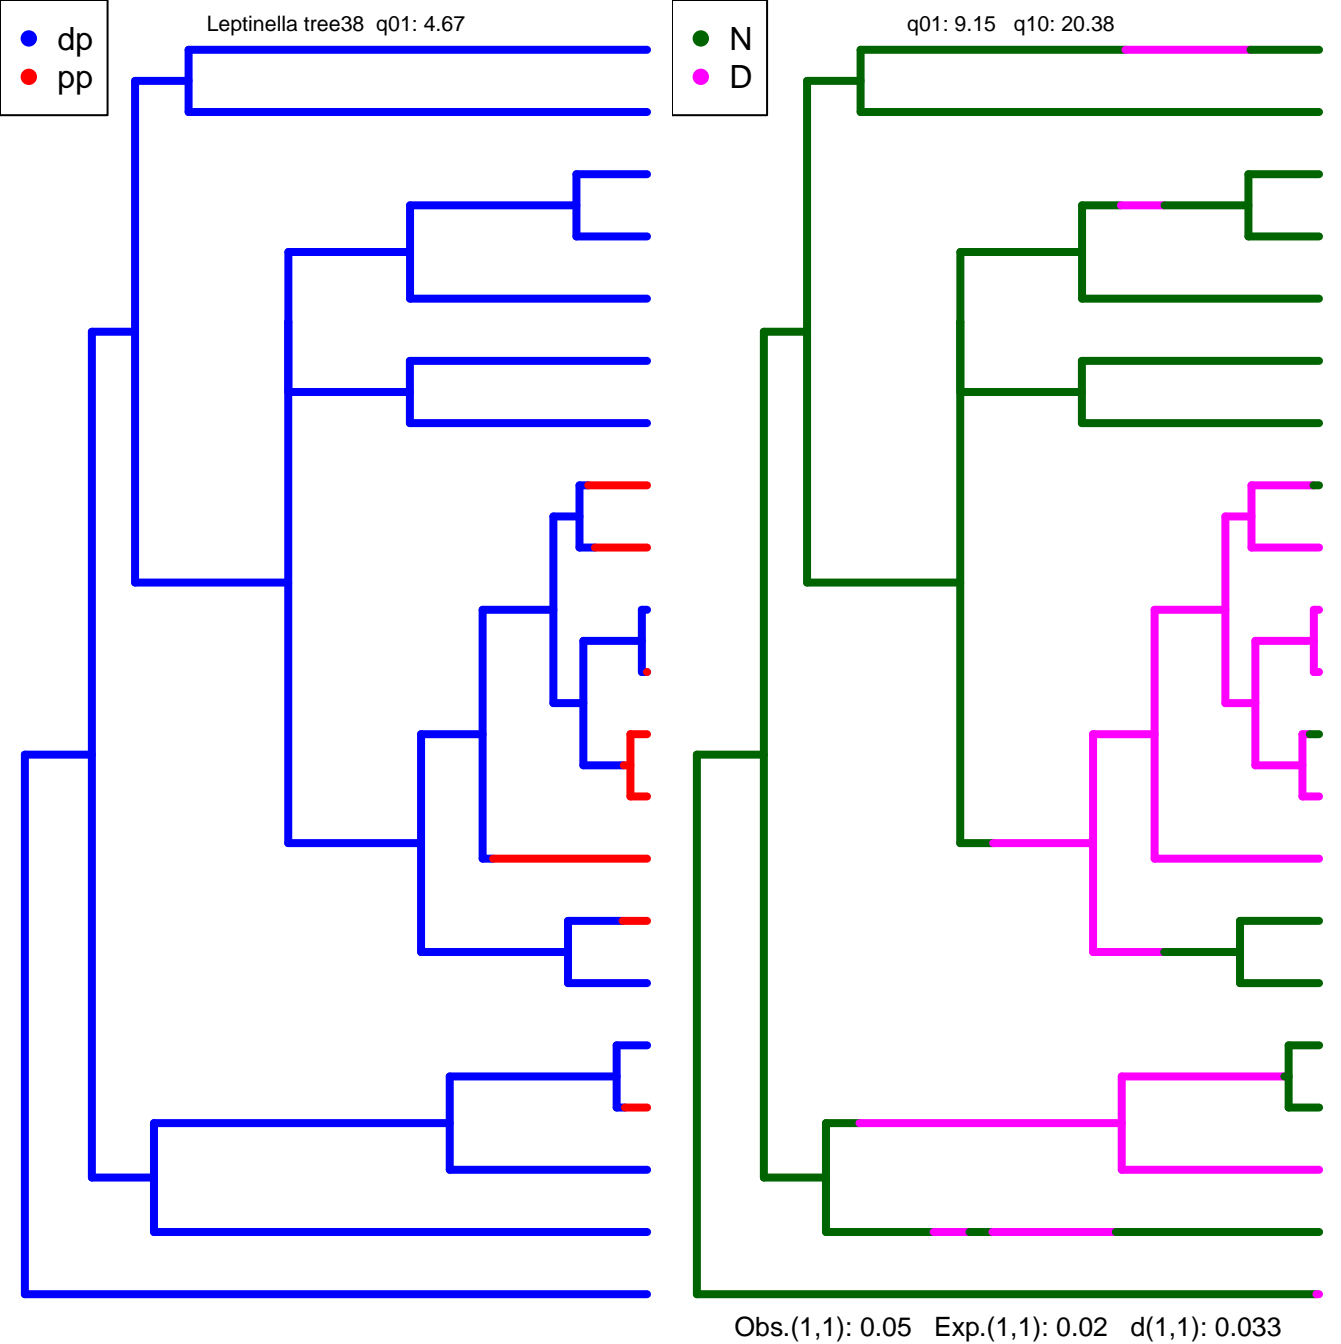 Leptinella tree38 q01: 4.67
dp
pp
q01: 9.15 q10: 20.38
N
D
Obs.(1,1): 0.05 Exp.(1,1): 0.02 d(1,1): 0.033